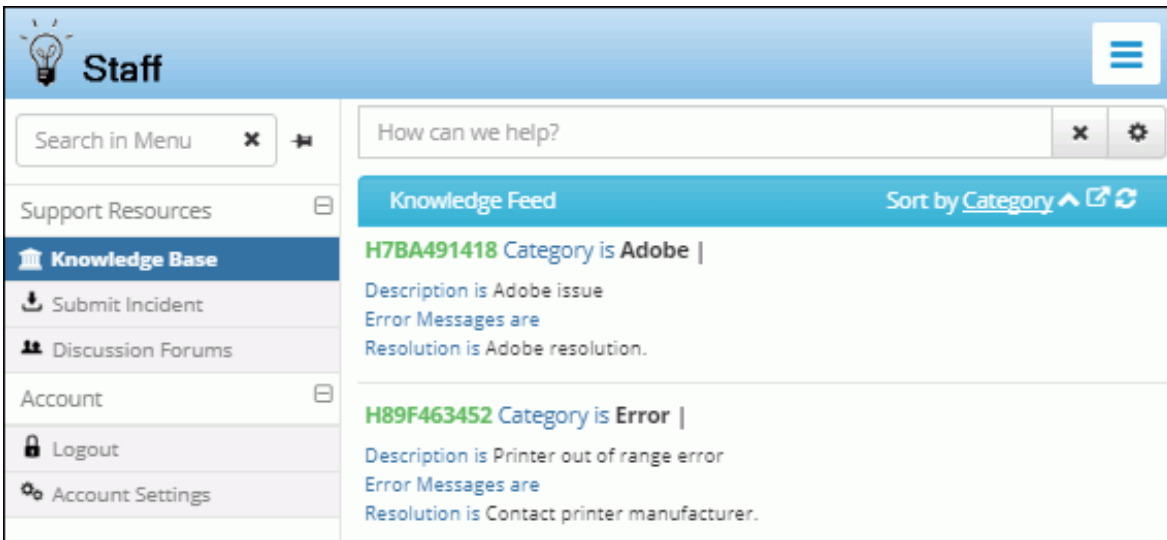 Staff
Search in Menu
Support Resources
Knowledge Base
Submit Incident
Discussion Forums
Account
Logout
Account Settings
How can we help?
Knowledge Feed Sort by Category
H7BA491418 Category is Adobe |
Description is Adobe issue
Error Messages are
Resolution is Adobe resolution.
H89F463452 Category is Error |
Description is Printer out of range error
Error Messages are
Resolution is Contact printer manufacturer.